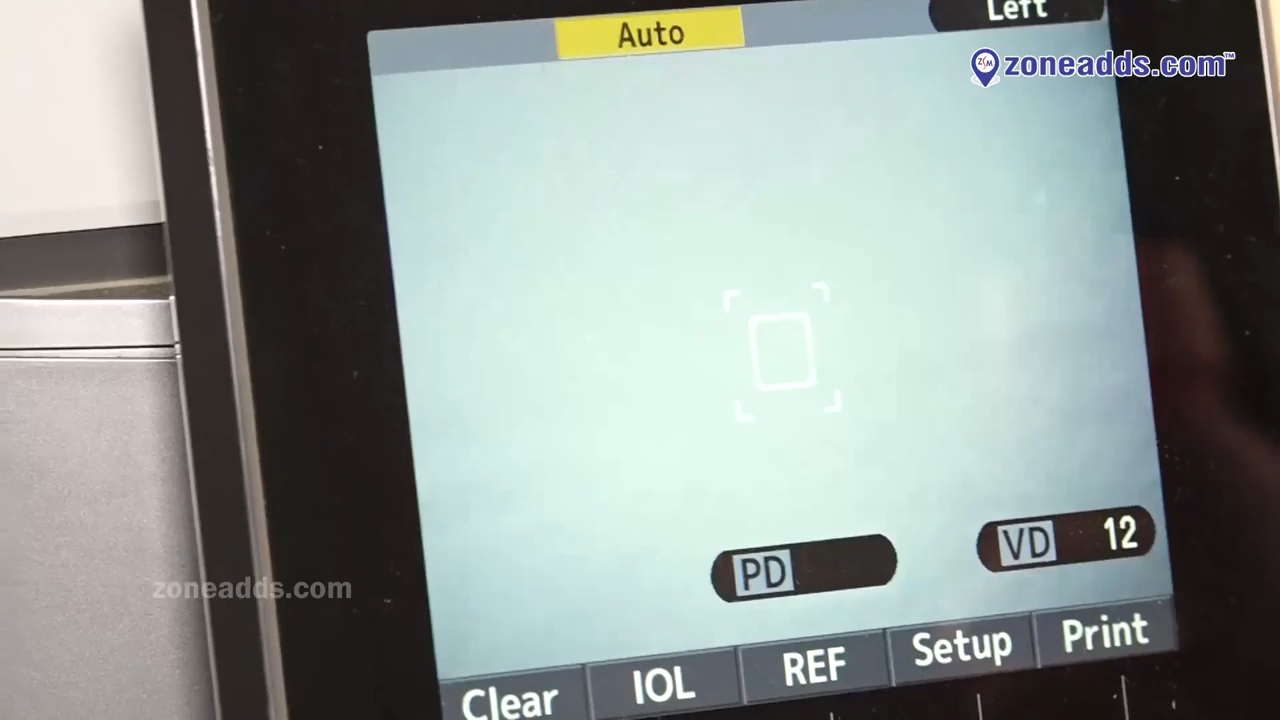 Auto
Left
zoneadds.com™
PD
VD 12
zoneadds.com
Clear IOL REF Setup Print